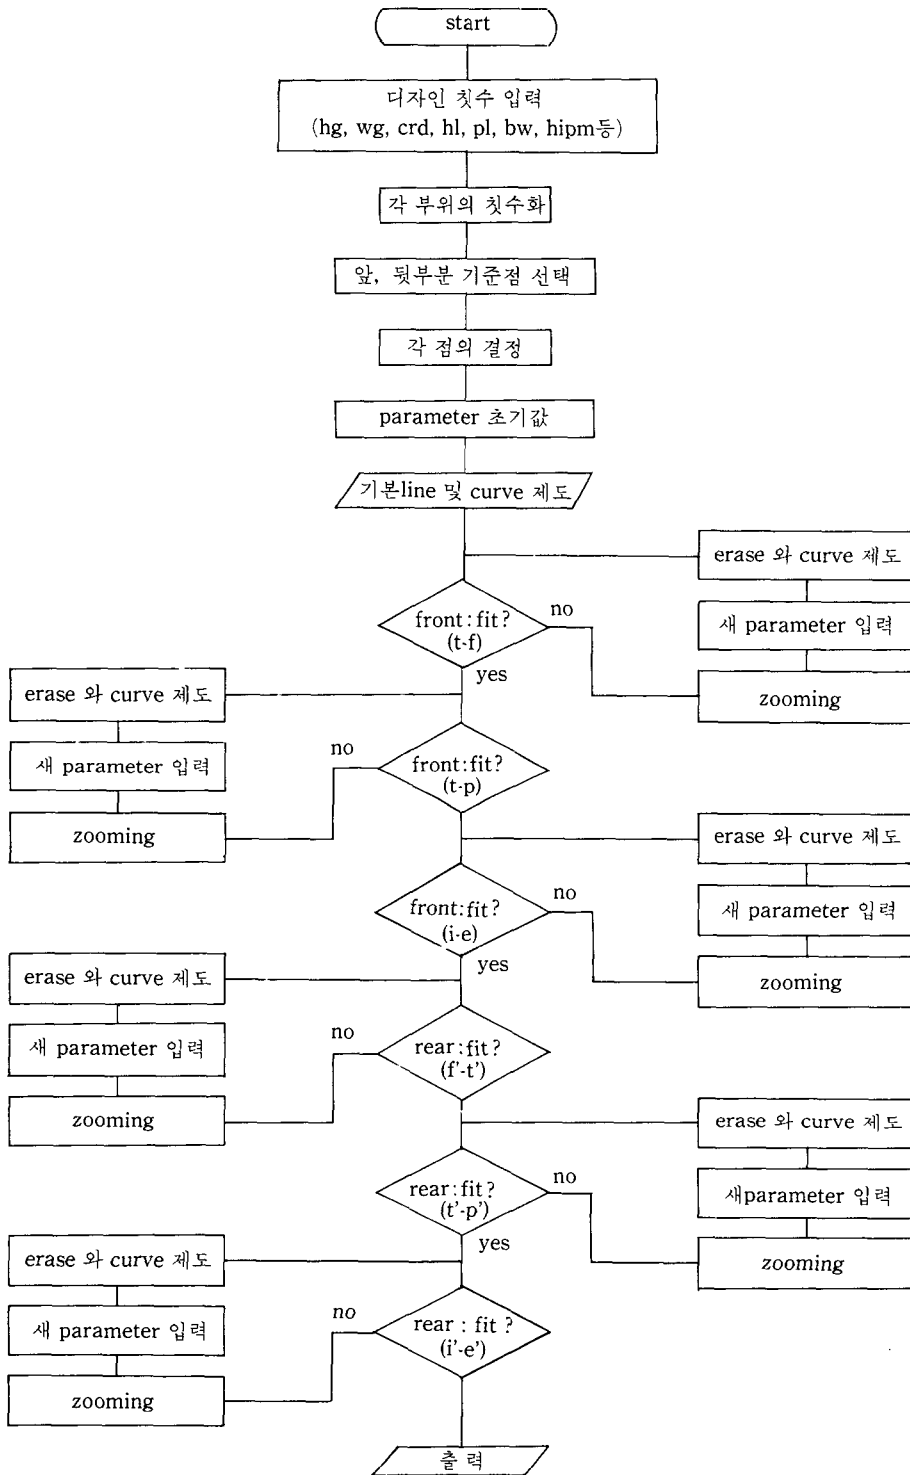 start
디자인 칫수 입력
(hg, wg, crd, hl, pl, bw, hipm등)
각 부위의 칫수화
앞, 뒷부분 기준점 선택
각 점의 결정
parameter 초기값
기본line 및 curve 제도
erase 와 curve 제도
새 parameter 입력
zooming
front:fit?
(t-f)
no
yes
erase 와 curve 제도
새 parameter 입력
zooming
no
front:fit?
(t-p)
erase 와 curve 제도
새 parameter 입력
zooming
front:fit?
(i-e)
no
yes
erase 와 curve 제도
새 parameter 입력
zooming
no
rear:fit?
(f'-t')
erase 와 curve 제도
새parameter 입력
zooming
rear:fit?
(t'-p')
no
yes
erase 와 curve 제도
새 parameter 입력
zooming
no
rear : fit ?
(i'-e')
출 력